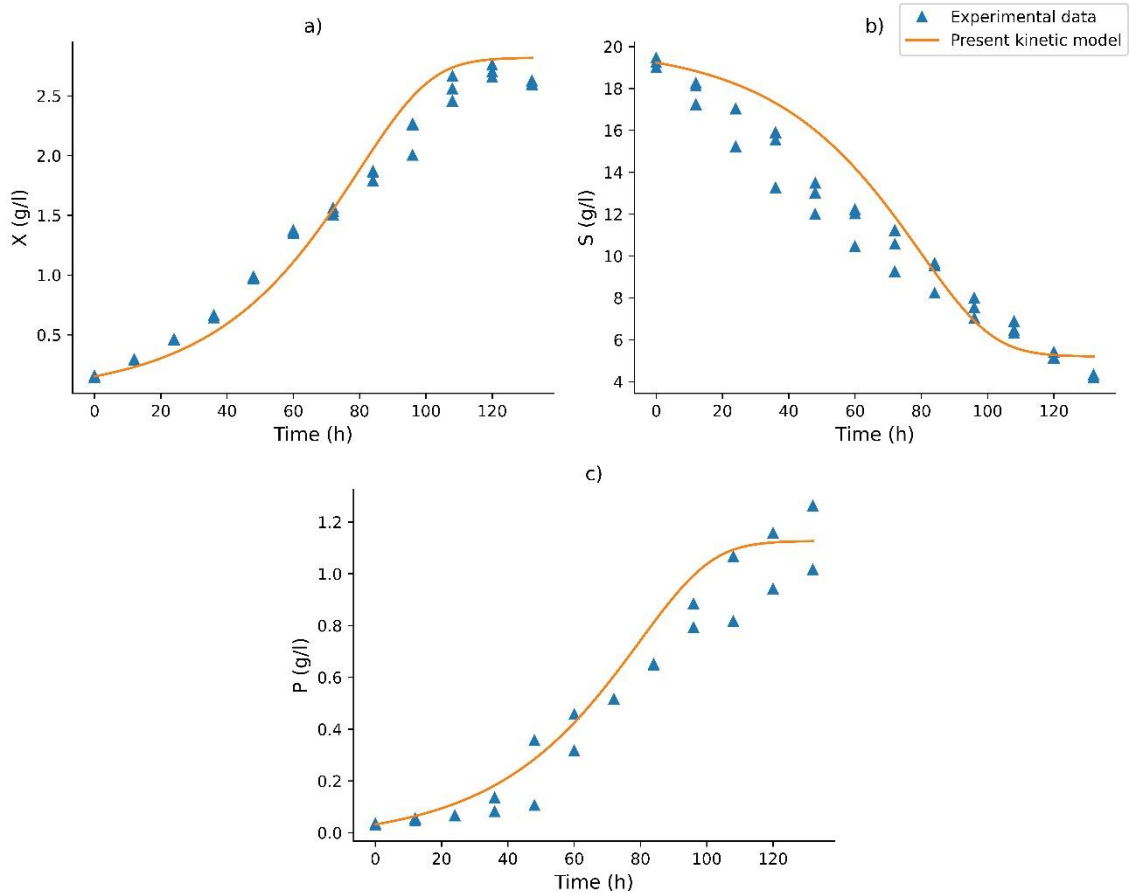 a)
b)
Experimental data
Present kinetic model
2.5
2.0
1.5
1.0
0.5
X (g/l)
0 20 40 60 80 100 120
Time (h)
20
18
16
14
12
10
8
6
4
S (g/l)
0 20 40 60 80 100 120
Time (h)
c)
1.2
1.0
0.8
0.6
0.4
0.2
0.0
P (g/l)
0 20 40 60 80 100 120
Time (h)